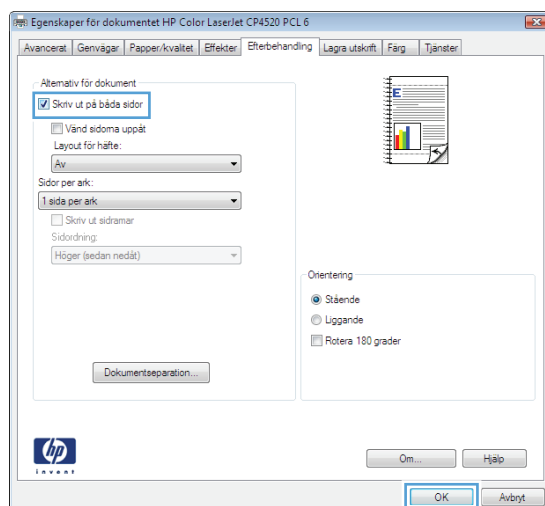 Egenskaper för dokumentet HP Color LaserJet CP4520 PCL 6
Avancerat Genvägar Papper/kvalitet Effekter Efterbehandling Lagra utskrift Färg Tjänster
Alternativ för dokument
Skriv ut på båda sidor
Vänd sidorna uppåt
Layout för häfte:
Av
Sidor per ark:
1 sida per ark
Skriv ut sidramar
Sidordning:
Höger (sedan nedåt)
Dokumentseparation...
E
Orientering
Stående
Liggande
Rotera 180 grader
hp
invent
Om... Hjälp
OK Avbryt